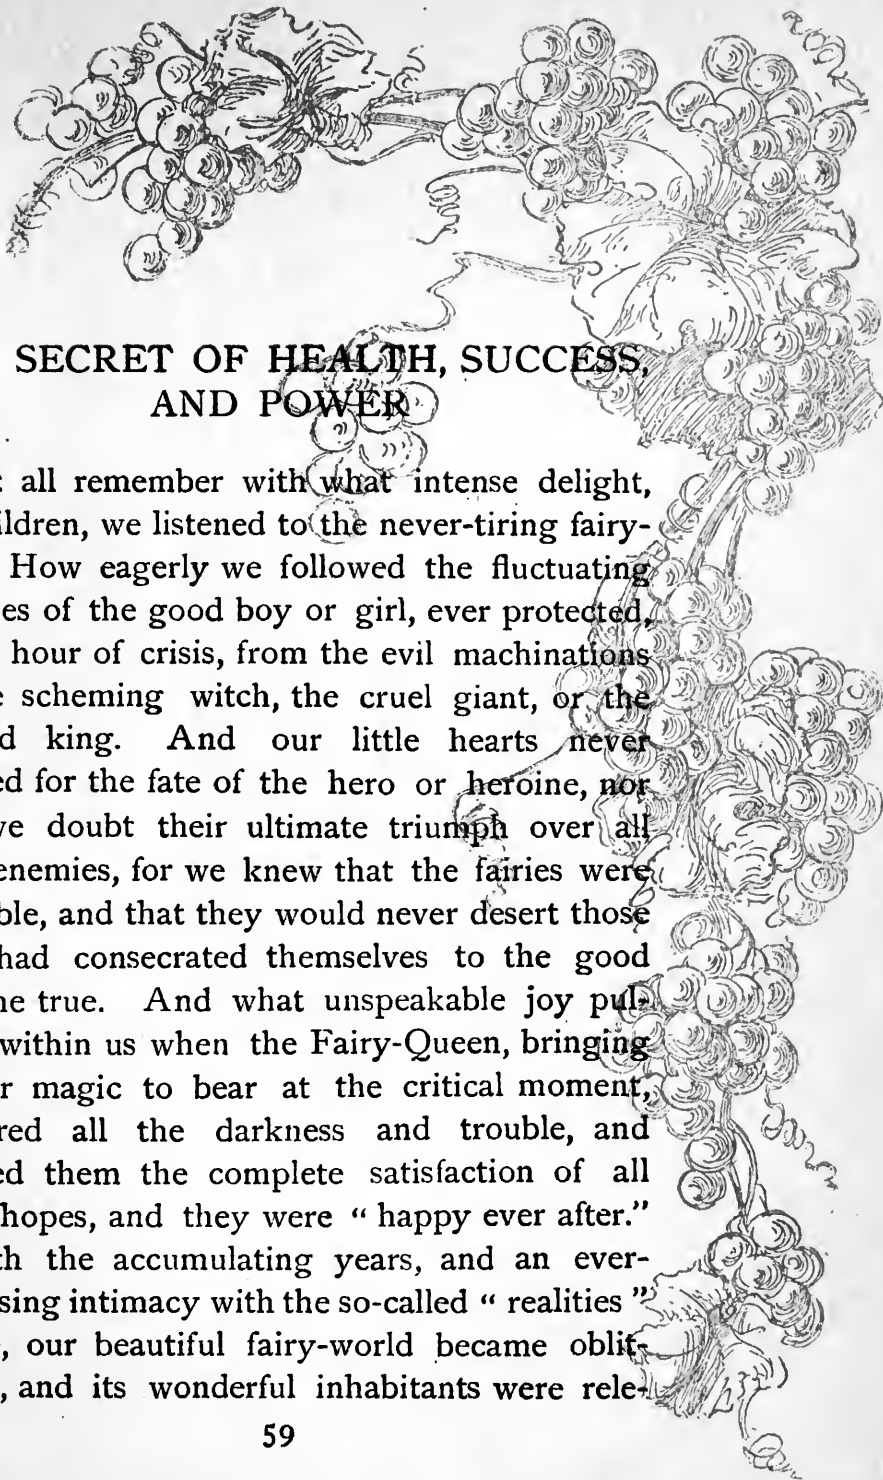 SECRET OF HEALTH, SUCCESS,
AND POWER
all remember with what intense delight,
ildren, we listened to the never-tiring fairy-
How eagerly we followed the fluctuating
es of the good boy or girl, ever protected,
hour of crisis, from the evil machinations
scheming witch, the cruel giant, or the
d king. And our little hearts never
ed for the fate of the hero or heroine, nor
ve doubt their ultimate triumph over all
enemies, for we knew that the fairies were
ble, and that they would never desert those
had consecrated themselves to the good
he true. And what unspeakable joy pul-
within us when the Fairy-Queen, bringing
r magic to bear at the critical moment,
red all the darkness and trouble, and
ed them the complete satisfaction of all
hopes, and they were “ happy ever after.”
th the accumulating years, and an ever-
sing intimacy with the so-called “ realities ”
, our beautiful fairy-world became oblit-
, and its wonderful inhabitants were rele-
59